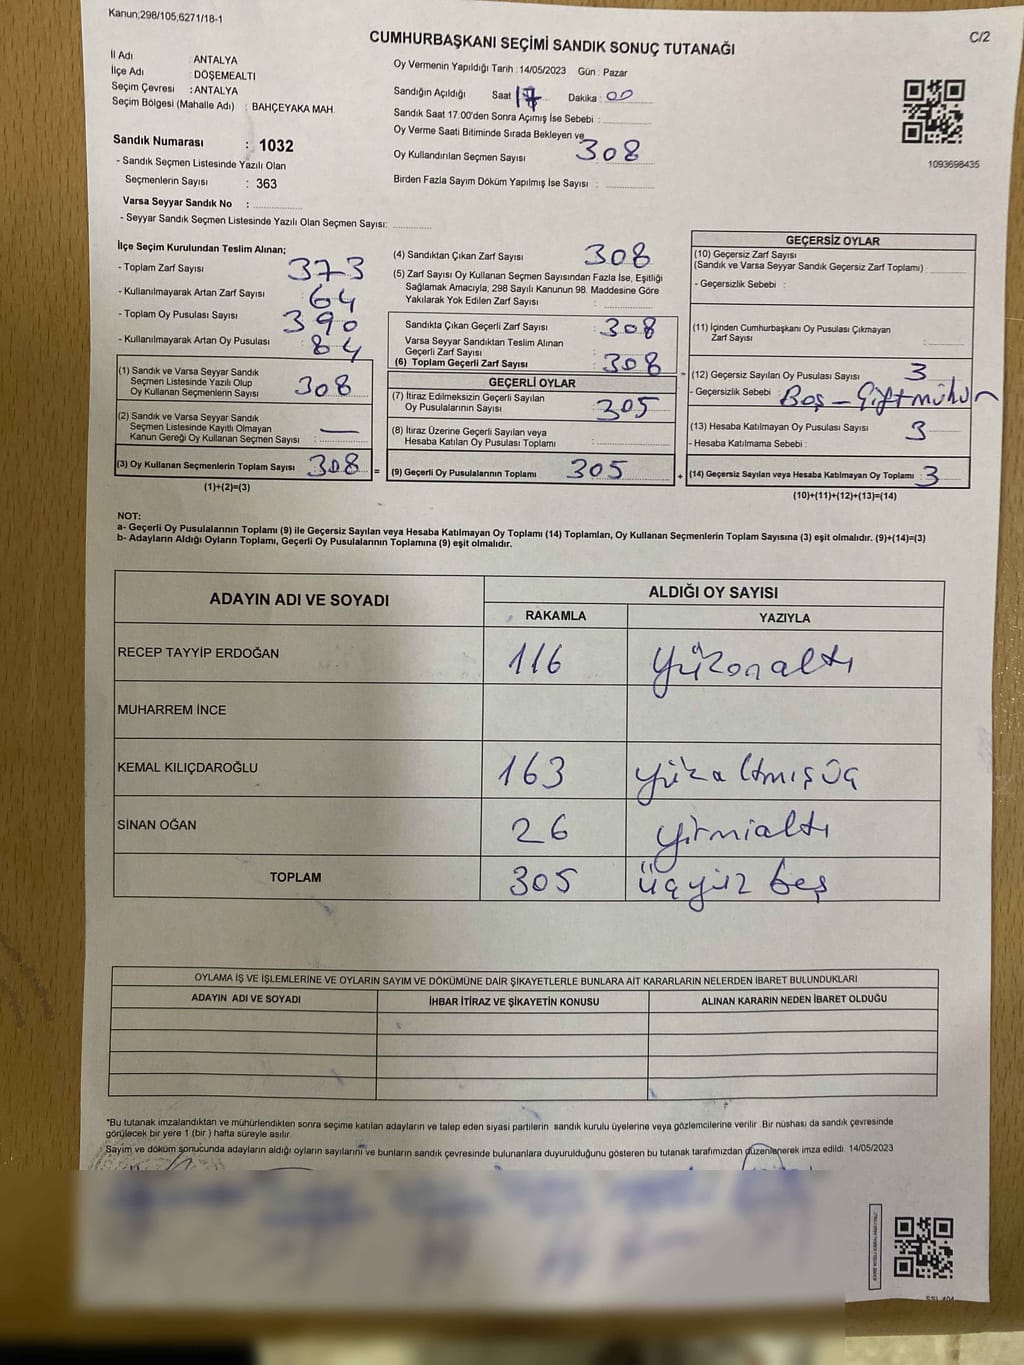 Kanun;298/105,6271/18-1
C/2
CUMHURBAŞKANI SEÇİMİ SANDIK SONUÇ TUTANAĞI
İl Adı : ANTALYA
İlçe Adı : DÖŞEMEALTI
Seçim Çevresi : ANTALYA
Seçim Bölgesi (Mahalle Adı) : BAHÇEYAKA MAH.
Sandık Numarası : 1032
- Sandık Seçmen Listesinde Yazılı Olan
Seçmenlerin Sayısı : 363
Varsa Seyyar Sandık No :
- Seyyar Sandık Seçmen Listesinde Yazılı Olan Seçmen Sayısı:
Oy Vermenin Yapıldığı Tarih : 14/05/2023 Gün : Pazar
Sandığın Açıldığı Saat 17 Dakika : 00
Sandık Saat 17.00'den Sonra Açılmış İse Sebebi :
Oy Verme Saati Bitiminde Sırada Bekleyen ve
Oy Kullandırılan Seçmen Sayısı 308
Birden Fazla Sayım Döküm Yapılmış İse Sayısı :
1093698435
İlçe Seçim Kurulundan Teslim Alınan;
- Toplam Zarf Sayısı 373
- Kullanılmayarak Artan Zarf Sayısı 64
- Toplam Oy Pusulası Sayısı 390
- Kullanılmayarak Artan Oy Pusulası 84
(1) Sandık ve Varsa Seyyar Sandık
Seçmen Listesinde Yazılı Olup
Oy Kullanan Seçmenlerin Sayısı 308
(2) Sandık ve Varsa Seyyar Sandık
Seçmen Listesinde Kayıtlı Olmayan
Kanun Gereği Oy Kullanan Seçmen Sayısı : —
(3) Oy Kullanan Seçmenlerin Toplam Sayısı 308
(1)+(2)=(3)
(4) Sandıktan Çıkan Zarf Sayısı 308
(5) Zarf Sayısı Oy Kullanan Seçmen Sayısından Fazla İse, Eşitliği
Sağlamak Amacıyla; 298 Sayılı Kanunun 98. Maddesine Göre
Yakılarak Yok Edilen Zarf Sayısı :
Sandıkta Çıkan Geçerli Zarf Sayısı : 308
Varsa Seyyar Sandıktan Teslim Alınan
Geçerli Zarf Sayısı :
(6) Toplam Geçerli Zarf Sayısı : 308
GEÇERLİ OYLAR
(7) İtiraz Edilmeksizin Geçerli Sayılan
Oy Pusulalarının Sayısı 305
(8) İtiraz Üzerine Geçerli Sayılan veya
Hesaba Katılan Oy Pusulası Toplamı :
= (9) Geçerli Oy Pusulalarının Toplamı 305
GEÇERSİZ OYLAR
(10) Geçersiz Zarf Sayısı
(Sandık ve Varsa Seyyar Sandık Geçersiz Zarf Toplamı) :
- Geçersizlik Sebebi :
(11) İçinden Cumhurbaşkanı Oy Pusulası Çıkmayan
Zarf Sayısı :
(12) Geçersiz Sayılan Oy Pusulası Sayısı 3
- Geçersizlik Sebebi : Boş - Çift mühür
(13) Hesaba Katılmayan Oy Pusulası Sayısı 3
- Hesaba Katılmama Sebebi :
+ (14) Geçersiz Sayılan veya Hesaba Katılmayan Oy Toplamı : 3
(10)+(11)+(12)+(13)=(14)
NOT:
a- Geçerli Oy Pusulalarının Toplamı (9) ile Geçersiz Sayılan veya Hesaba Katılmayan Oy Toplamı (14) Toplamları, Oy Kullanan Seçmenlerin Toplam Sayısına (3) eşit olmalıdır. (9)+(14)=(3)
b- Adayların Aldığı Oyların Toplamı, Geçerli Oy Pusulalarının Toplamına (9) eşit olmalıdır.
ADAYIN ADI VE SOYADI ALDIĞI OY SAYISI
RAKAMLA YAZIYLA
RECEP TAYYİP ERDOĞAN 116 yüzonaltı
MUHARREM İNCE
KEMAL KILIÇDAROĞLU 163 yüzaltmışüç
SİNAN OĞAN 26 yirmialtı
TOPLAM 305 üçyüz beş
OYLAMA İŞ VE İŞLEMLERİNE VE OYLARIN SAYIM VE DÖKÜMÜNE DAİR ŞİKAYETLERLE BUNLARA AİT KARARLARIN NELERDEN İBARET BULUNDUKLARI
ADAYIN ADI VE SOYADI İHBAR İTİRAZ VE ŞİKAYETİN KONUSU ALINAN KARARIN NEDEN İBARET OLDUĞU
*Bu tutanak imzalandıktan ve mühürlendikten sonra seçime katılan adayların ve talep eden siyasi partilerin sandık kurulu üyelerine veya gözlemcilerine verilir .Bir nüshası da sandık çevresinde
görülecek bir yere 1 (bir ) hafta süreyle asılır.
Sayım ve döküm sonucunda adayların aldığı oyların sayılarını ve bunların sandık çevresinde bulunanlara duyurulduğunu gösteren bu tutanak tarafımızdan düzenlenerek imza edildi. 14/05/2023